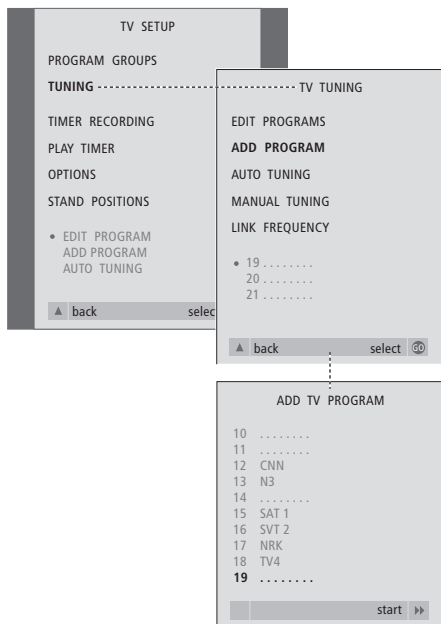 TV SETUP
PROGRAM GROUPS
TUNING
TIMER RECORDING
PLAY TIMER
OPTIONS
STAND POSITIONS
• EDIT PROGRAM
ADD PROGRAM
AUTO TUNING
▲ back selec
TV TUNING
EDIT PROGRAMS
ADD PROGRAM
AUTO TUNING
MANUAL TUNING
LINK FREQUENCY
• 19 . . . . . . . .
20 . . . . . . . .
21 . . . . . . . .
▲ back select GO
ADD TV PROGRAM
10 . . . . . . . .
11 . . . . . . . .
12 CNN
13 N3
14 . . . . . . . .
15 SAT 1
16 SVT 2
17 NRK
18 TV4
19 . . . . . . . .
start ▸▸